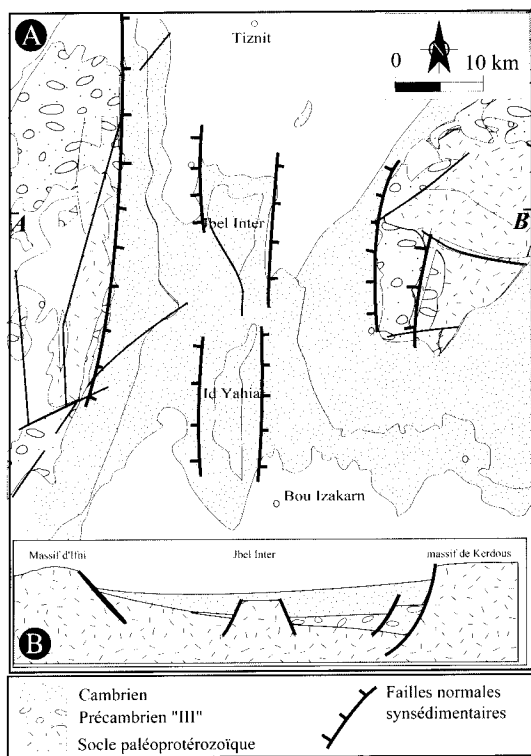 A
Tiznit
N
0 10 km
A
Jbel Inter
B
Id Yahia
Bou Izakarn
Massif d'Ifni Jbel Inter massif de Kerdous
B
Cambrien
Précambrien "III"
Socle paléoprotérozoïque
Failles normales
synsédimentaires